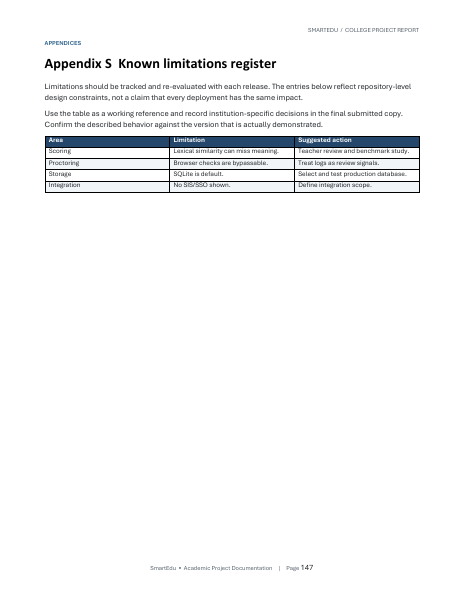 SMARTEDU / COLLEGE PROJECT REPORT
APPENDICES
Appendix S Known limitations register
Limitations should be tracked and re-evaluated with each release. The entries below reflect repository-level
design constraints, not a claim that every deployment has the same impact.
Use the table as a working reference and record institution-specific decisions in the final submitted copy.
Confirm the described behavior against the version that is actually demonstrated.
Area Limitation Suggested action
Scoring Lexical similarity can miss meaning. Teacher review and benchmark study.
Proctoring Browser checks are bypassable. Treat logs as review signals.
Storage SQLite is default. Select and test production database.
Integration No SIS/SSO shown. Define integration scope.
SmartEdu • Academic Project Documentation | Page 147